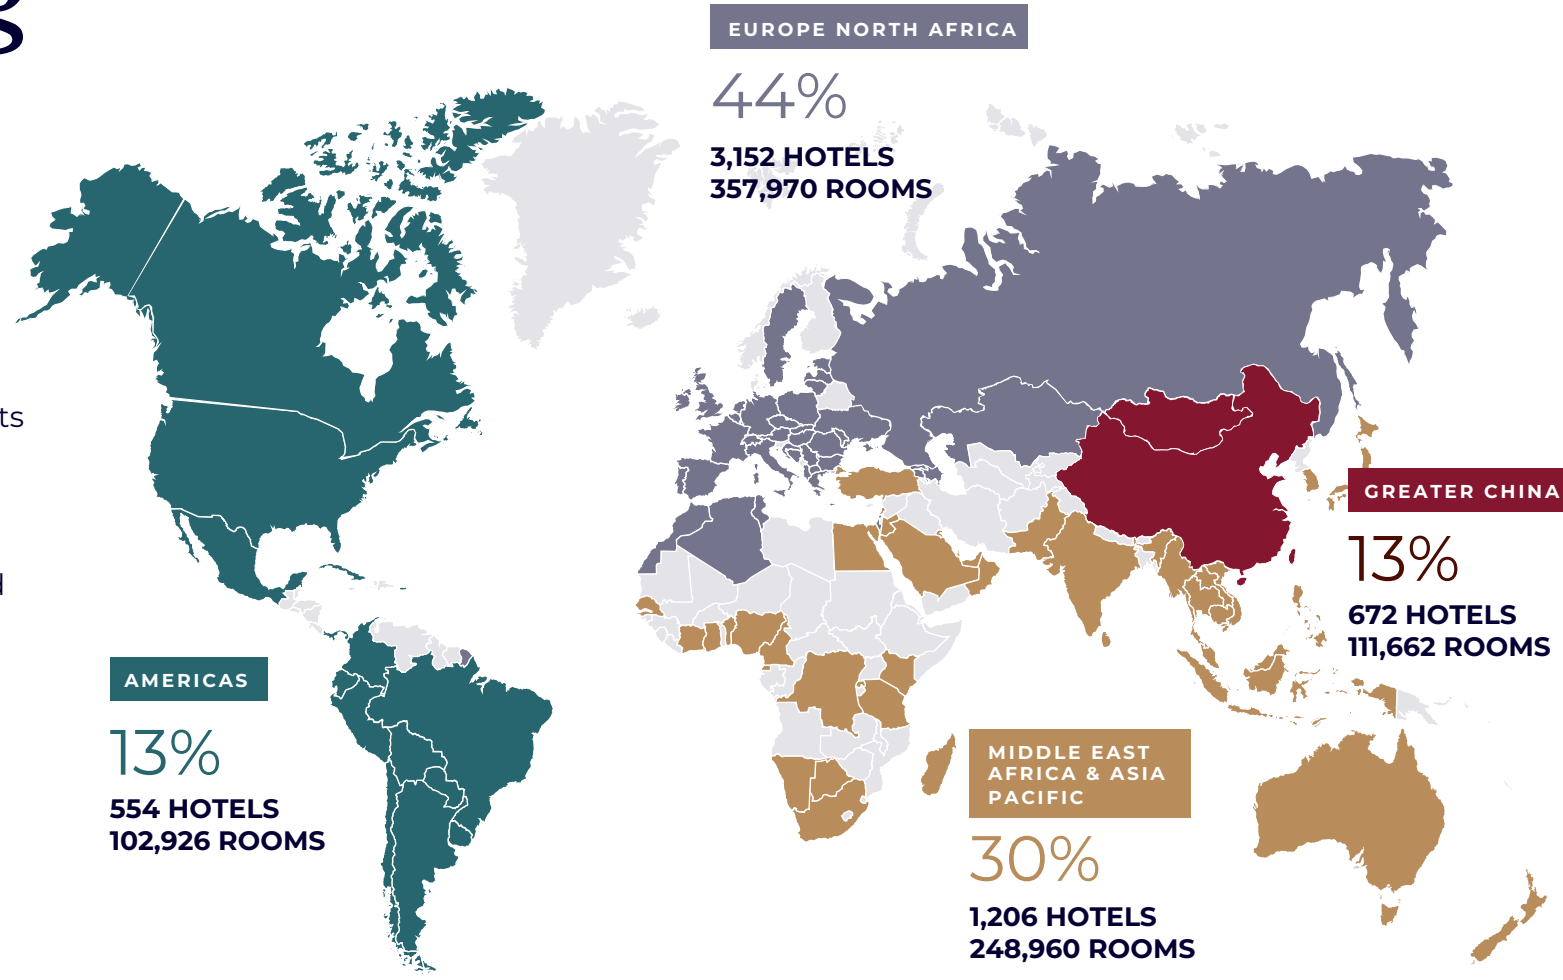 g
EUROPE NORTH AFRICA
44%
3,152 HOTELS
357,970 ROOMS
ts
GREATER CHINA
13%
672 HOTELS
111,662 ROOMS
AMERICAS
13%
554 HOTELS
102,926 ROOMS
MIDDLE EAST
AFRICA & ASIA
PACIFIC
30%
1,206 HOTELS
248,960 ROOMS